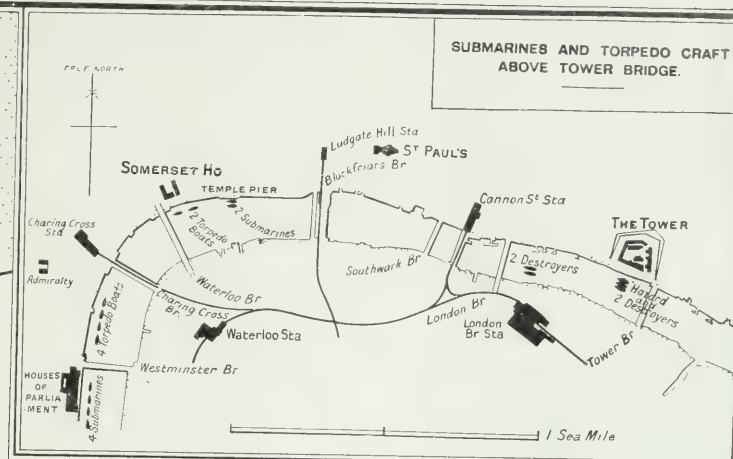 SUBMARINES AND TORPEDO CRAFT
ABOVE TOWER BRIDGE.
TRUE NORTH
Ludgate Hill Sta
ST PAUL'S
Blackfriars Br
SOMERSET HO
TEMPLE PIER
Cannon St Sta
THE TOWER
Charing Cross
Sta
2 Torpedo
Boats
2 Submarines
Admiralty
Southwark Br
2 Destroyers
Hazard and
2 Destroyers
Waterloo Br
Charing Cross
Br.
4 Torpedo Boats
London Br
London
Br Sta
Waterloo Sta
Tower Br
Westminster Br
HOUSES
OF
PARLIA
-MENT
4 Submarines
1 Sea Mile